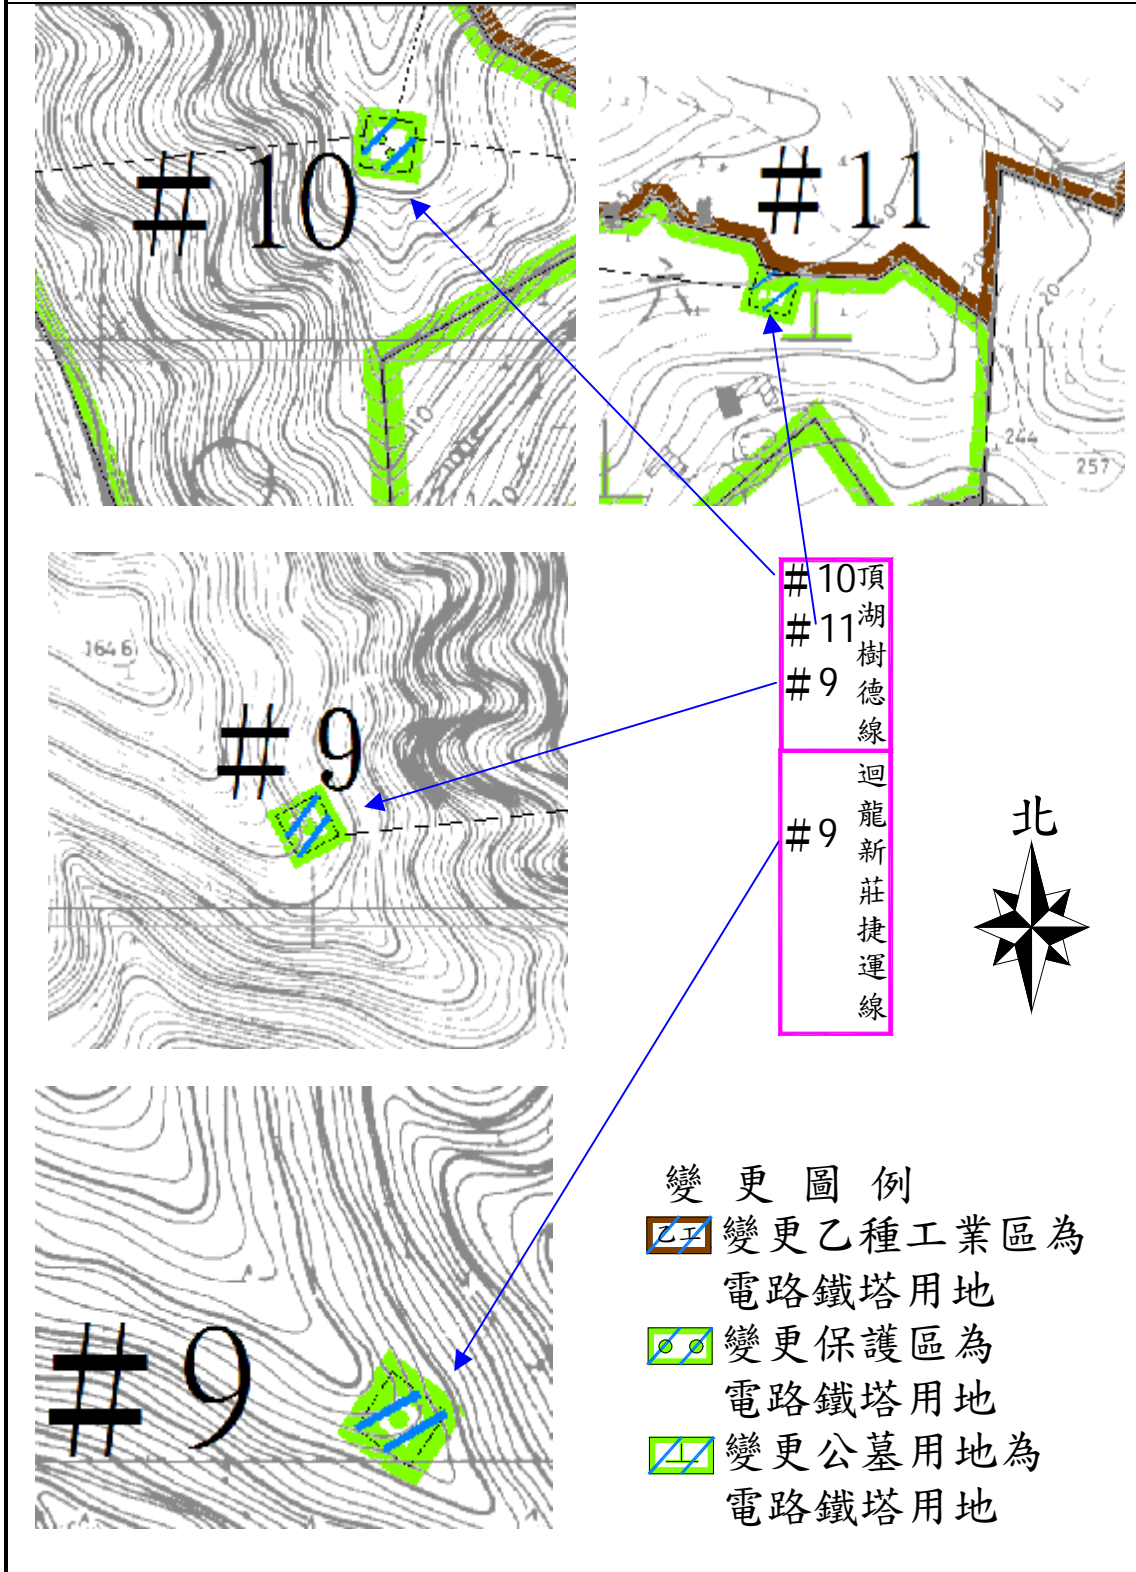 #10
#11
#10
#11
#9
頂湖樹德線
#9
迴龍新莊捷運線
北
1646
#9
#9
20
244
257
變更圖例
乙工
變更乙種工業區為
電路鐵塔用地
變更保護區為
電路鐵塔用地
變更公墓用地為
電路鐵塔用地